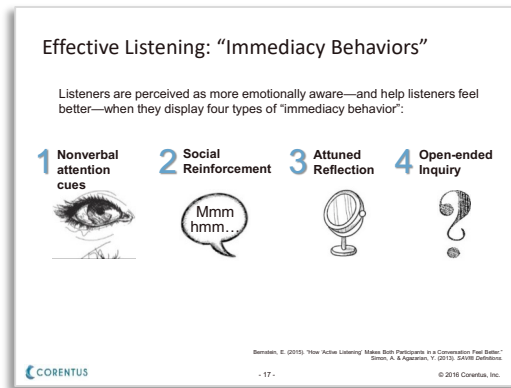 Effective Listening: “Immediacy Behaviors”
Listeners are perceived as more emotionally aware—and help listeners feel
better—when they display four types of “immediacy behavior”:
1 Nonverbal
attention
cues
2 Social
Reinforcement
Mmm
hmm…
3 Attuned
Reflection
4 Open-ended
Inquiry
Bernstein, E. (2015). “How ‘Active Listening’ Makes Both Participants in a Conversation Feel Better.”
Simon, A. & Agazarian, Y. (2013). SAVI® Definitions.
CORENTUS
- 17 -
© 2016 Corentus, Inc.